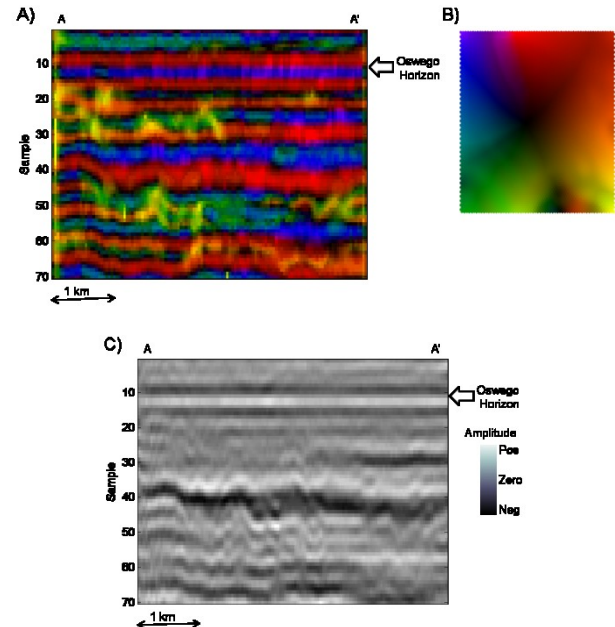 A)
A
A'
B)
10
20
30
40
50
60
70
Sample
Oswego
Horizon
1 km
C)
A
A'
10
20
30
40
50
60
70
Sample
Oswego
Horizon
Amplitude
Pos
Zero
Neg
1 km